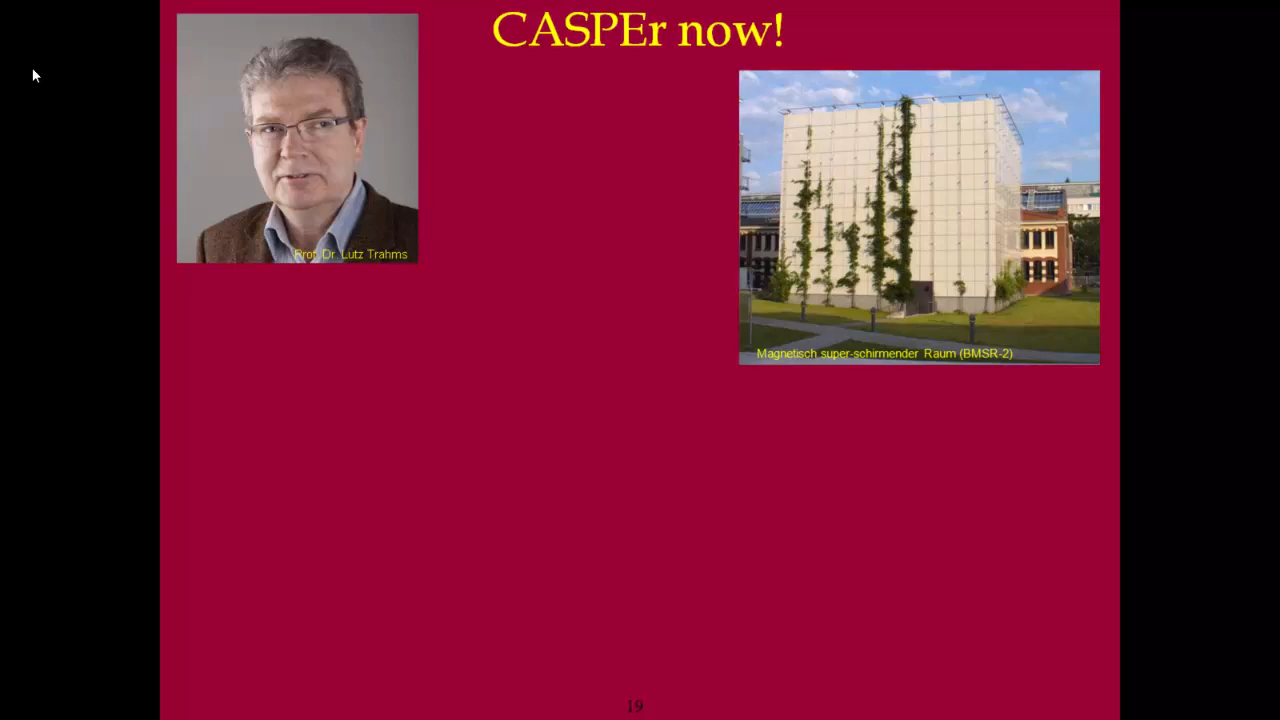 CASPEr now!
Prof. Dr. Lutz Trahms
Magnetisch super-schirmender Raum (BMSR-2)
19